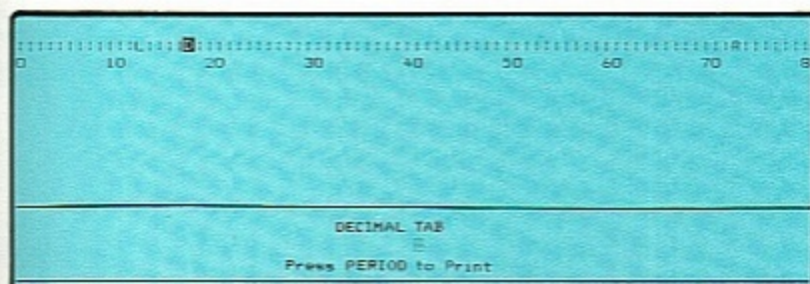 L D R
0 10 20 30 40 50 60 70 8
DECIMAL TAB
Press PERIOD to Print